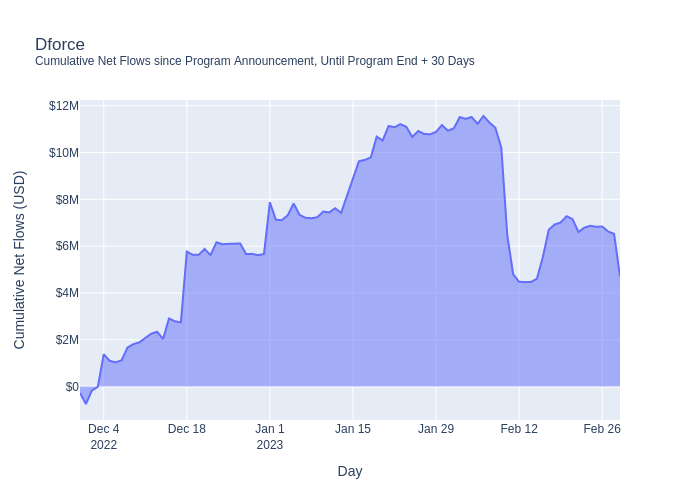 Dforce
Cumulative Net Flows since Program Announcement, Until Program End + 30 Days
Cumulative Net Flows (USD)
$12M
$10M
$8M
$6M
$4M
$2M
$0
Dec 4 Dec 18 Jan 1 Jan 15 Jan 29 Feb 12 Feb 26
2022 2023
Day